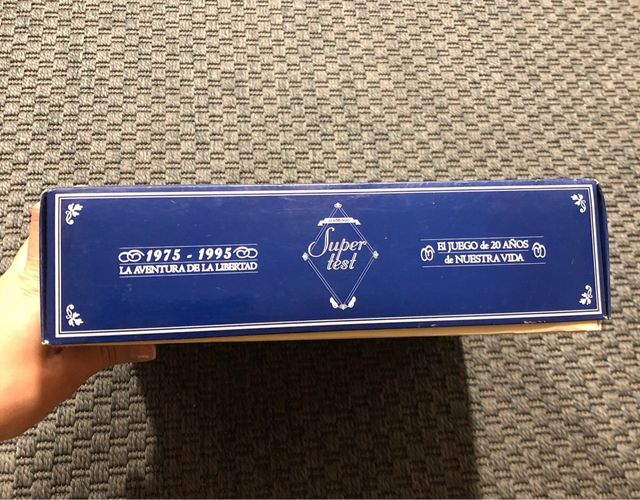 1975 - 1995
LA AVENTURA DE LA LIBERTAD
Super
test
El JUEGO de 20 AÑOS
de NUESTRA VIDA